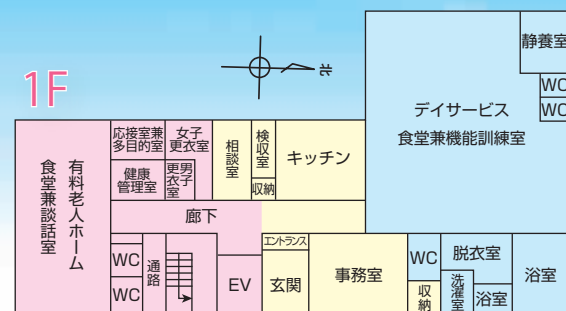 1F
北
静養室
WC
WC
デイサービス
食堂兼機能訓練室
有料老人ホーム
食堂兼談話室
応接室兼
多目的室
女子
更衣室
健康
管理室
男子
更衣室
相談室
検収室
収納
キッチン
廊下
WC
WC
通路
EV
エントランス
玄関
事務室
WC
収納
脱衣室
洗濯室
浴室
浴室